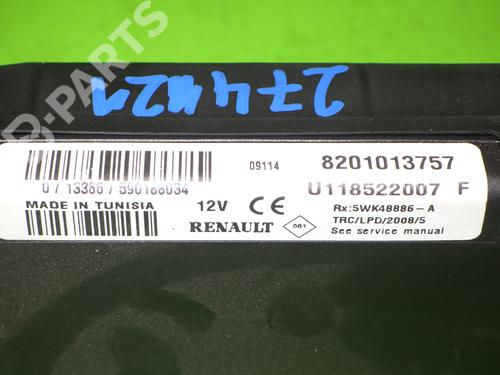 B-PARTS
274421
09114
8201013757
0 / 13366 / 590188034
U118522007 F
MADE IN TUNISIA
12V CE
Rx:5WK48886-A
TRC/LPD/2008/5
RENAULT
001
See service manual